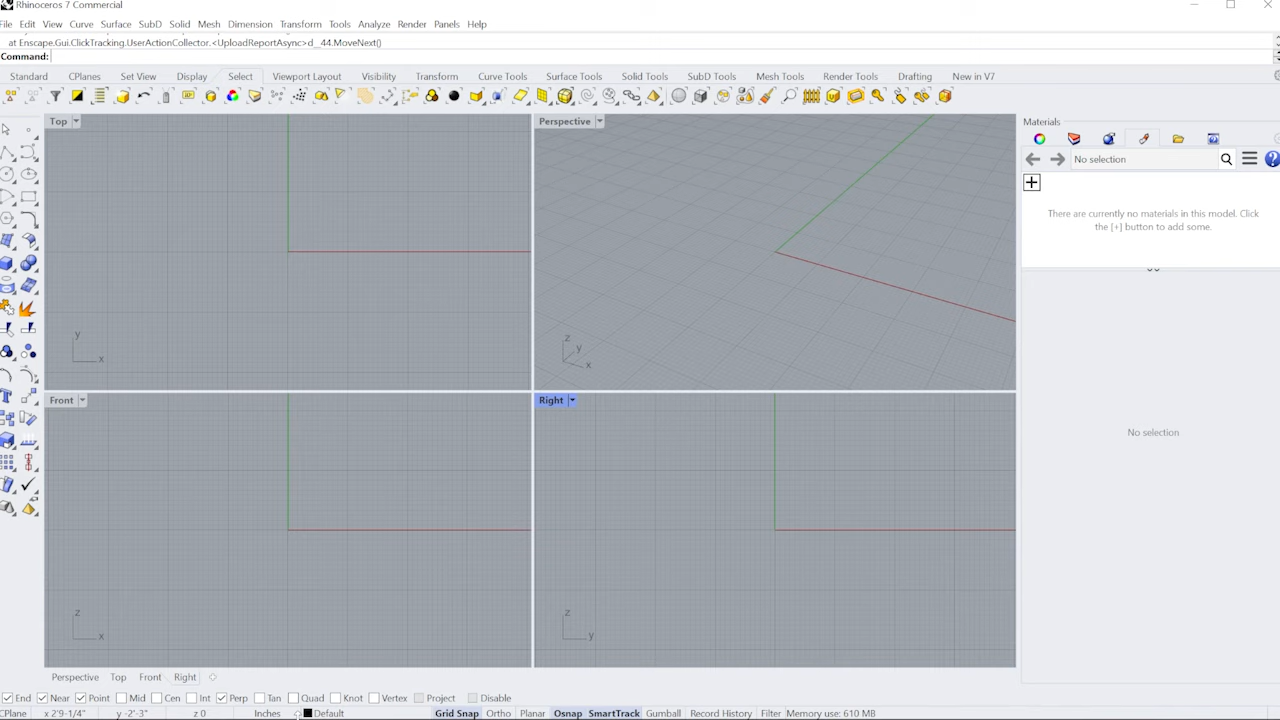 Rhinoceros 7 Commercial
File Edit View Curve Surface SubD Solid Mesh Dimension Transform Tools Analyze Render Panels Help
at Enscape.Gui.ClickTracking.UserActionCollector.<UploadReportAsync>d__44.MoveNext()
Command:
Standard CPlanes Set View Display Select Viewport Layout Visibility Transform Curve Tools Surface Tools Solid Tools SubD Tools Mesh Tools Render Tools Drafting New in V7
Top
Perspective
Materials
No selection
There are currently no materials in this model. Click
the [+] button to add some.
y
x
z
y
x
Front
Right
No selection
z
x
z
y
Perspective Top Front Right
End Near Point Mid Cen Int Perp Tan Quad Knot Vertex Project Disable
CPlane x 2'9-1/4" y -2'-3" z 0 Inches Default Grid Snap Ortho Planar Osnap SmartTrack Gumball Record History Filter Memory use: 610 MB